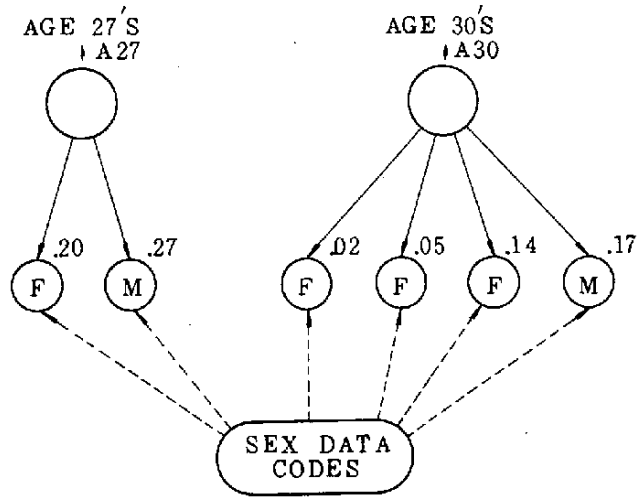 AGE 27'S AGE 30'S
A27 A30
.20 .27 .02 .05 .14 .17
F M F F F M
SEX DATA
CODES